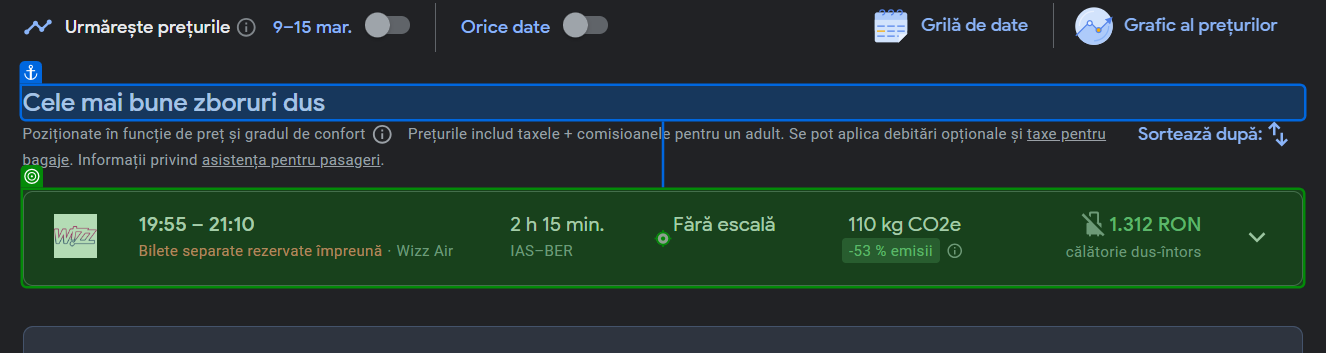 Urmărește prețurile 9–15 mar. Orice date Grilă de date Grafic al prețurilor
Cele mai bune zboruri dus
Poziționate în funcție de preț și gradul de confort Prețurile includ taxele + comisioanele pentru un adult. Se pot aplica debitări opționale și taxe pentru
bagaje. Informații privind asistența pentru pasageri.
Sortează după:
WIZZ
19:55 – 21:10 2 h 15 min. Fără escală 110 kg CO2e 1.312 RON
Bilete separate rezervate împreună · Wizz Air IAS–BER -53 % emisii călătorie dus-întors